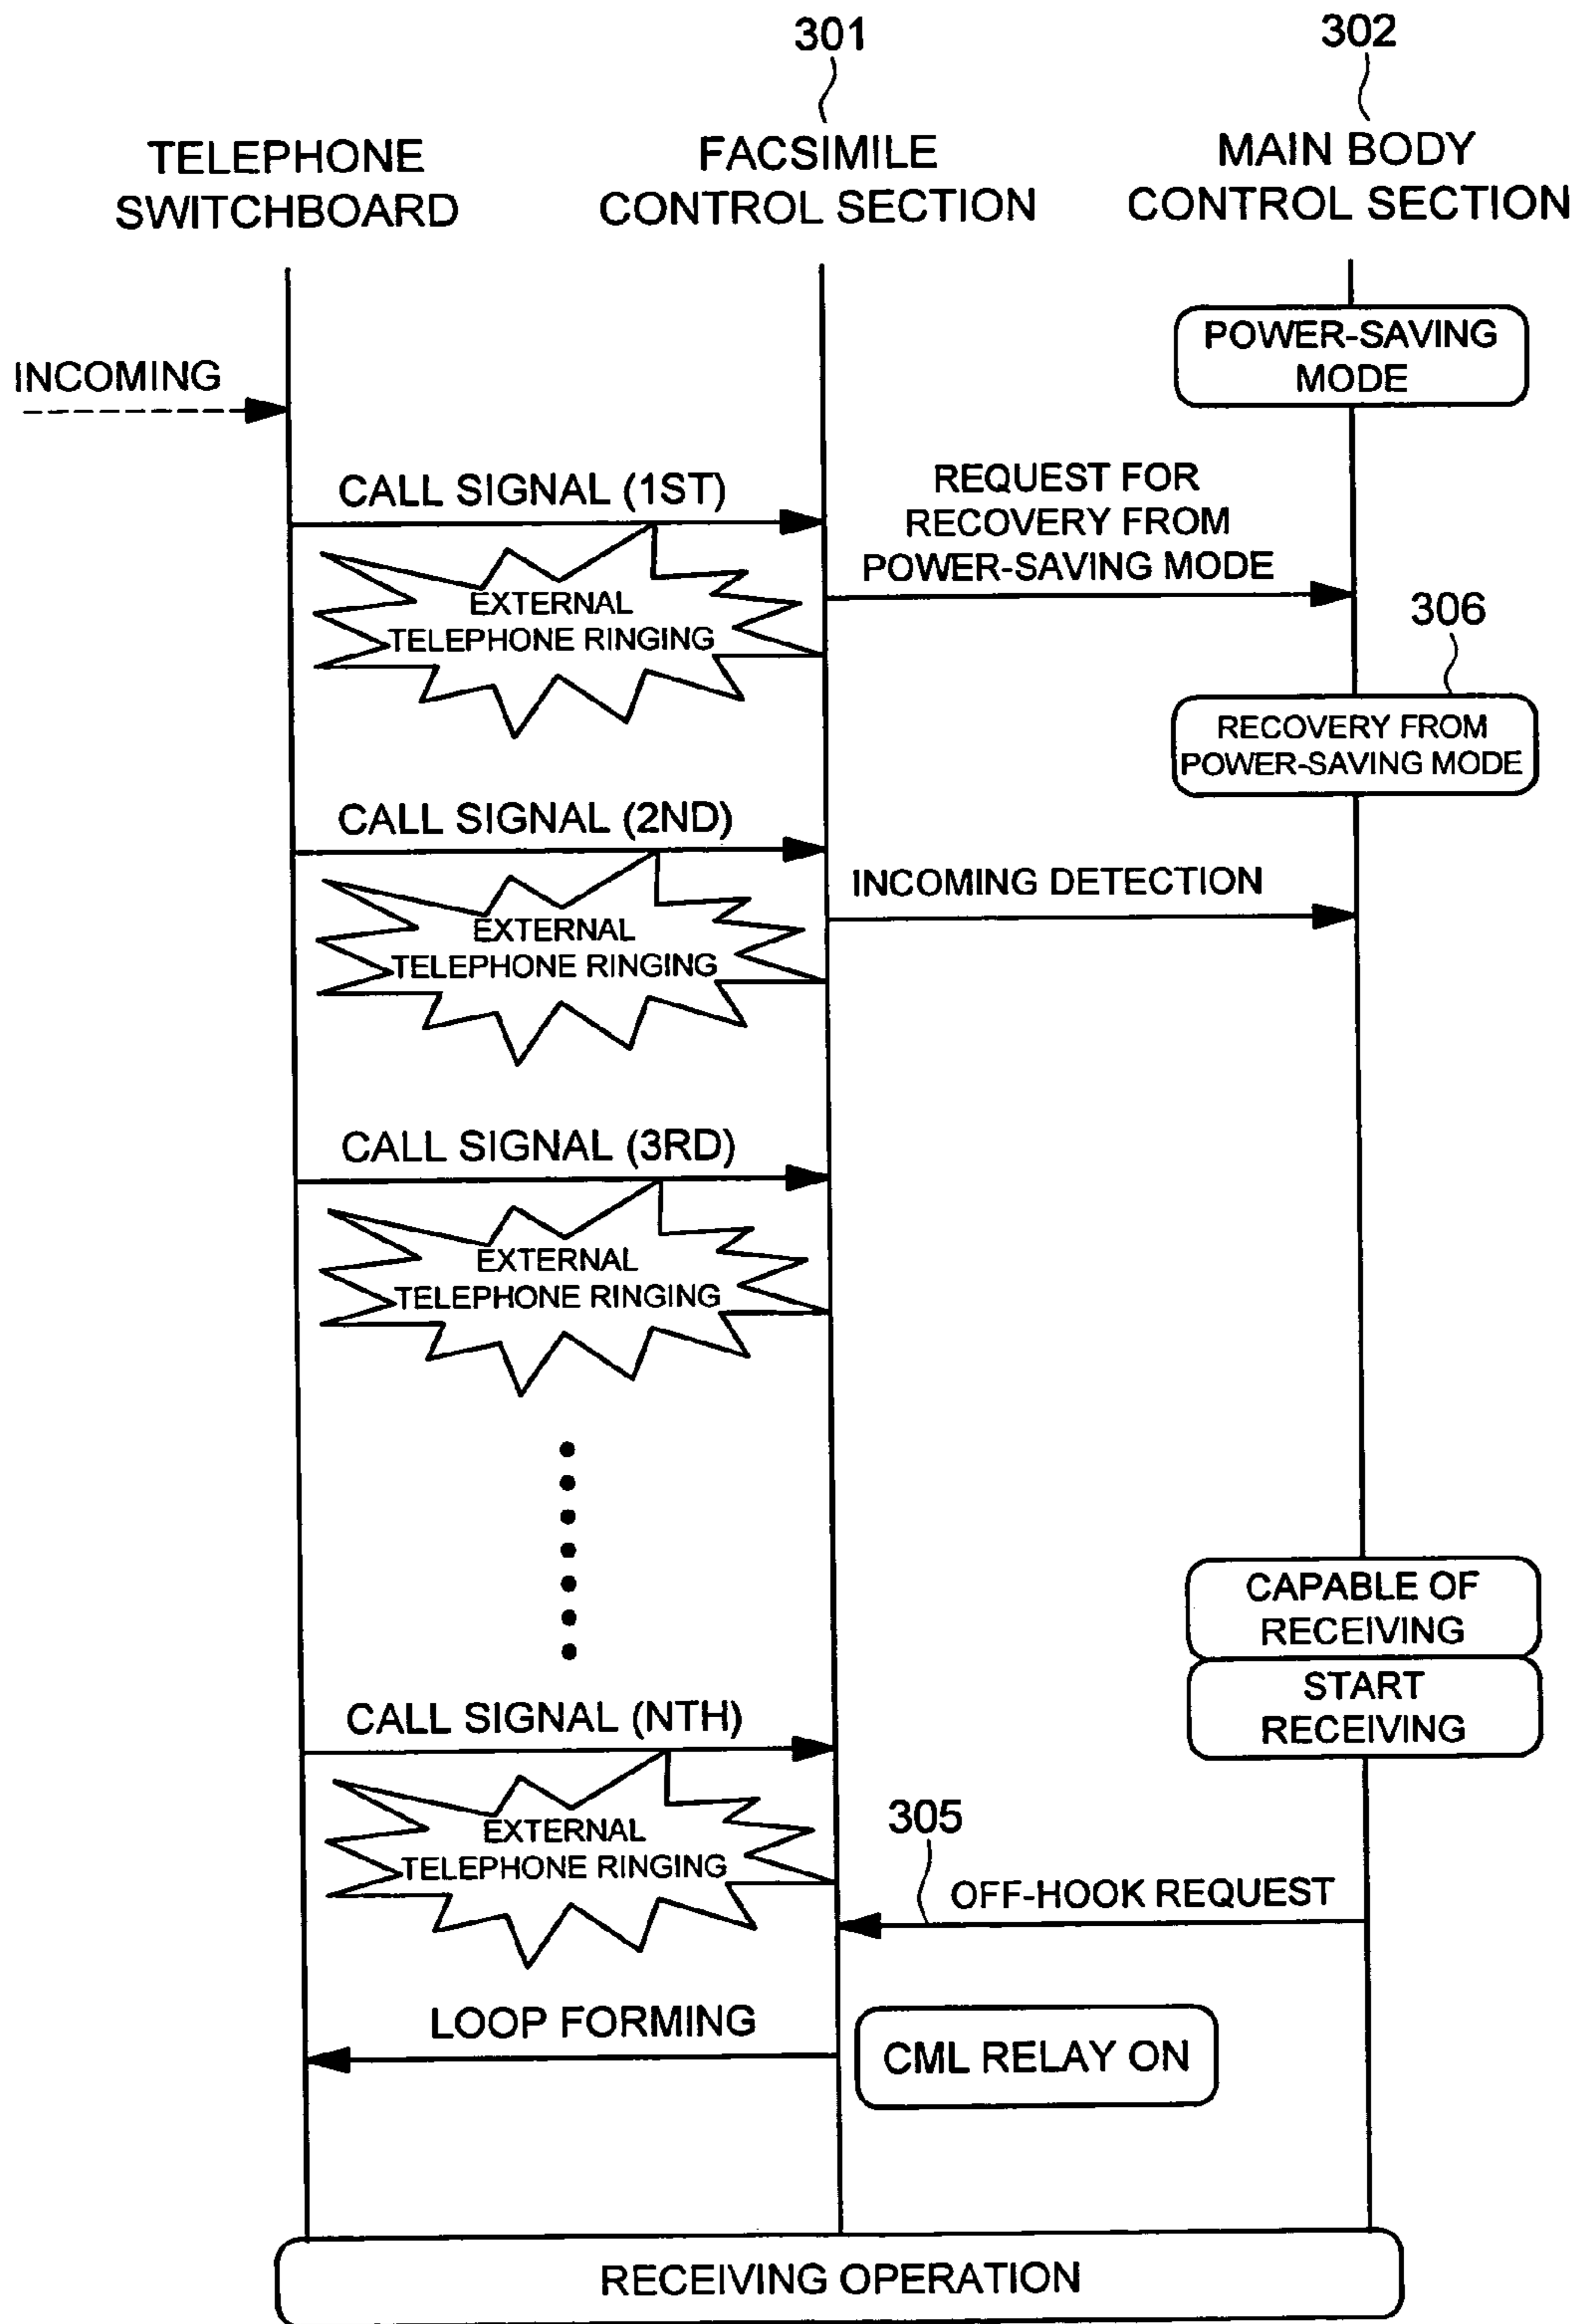 301
302
TELEPHONE
SWITCHBOARD
FACSIMILE
CONTROL SECTION
MAIN BODY
CONTROL SECTION
POWER-SAVING
MODE
INCOMING
CALL SIGNAL (1ST)
REQUEST FOR
RECOVERY FROM
POWER-SAVING MODE
EXTERNAL
TELEPHONE RINGING
306
RECOVERY FROM
POWER-SAVING MODE
CALL SIGNAL (2ND)
INCOMING DETECTION
EXTERNAL
TELEPHONE RINGING
CALL SIGNAL (3RD)
EXTERNAL
TELEPHONE RINGING
CAPABLE OF
RECEIVING
START
RECEIVING
CALL SIGNAL (NTH)
EXTERNAL
TELEPHONE RINGING
305
OFF-HOOK REQUEST
LOOP FORMING
CML RELAY ON
RECEIVING OPERATION